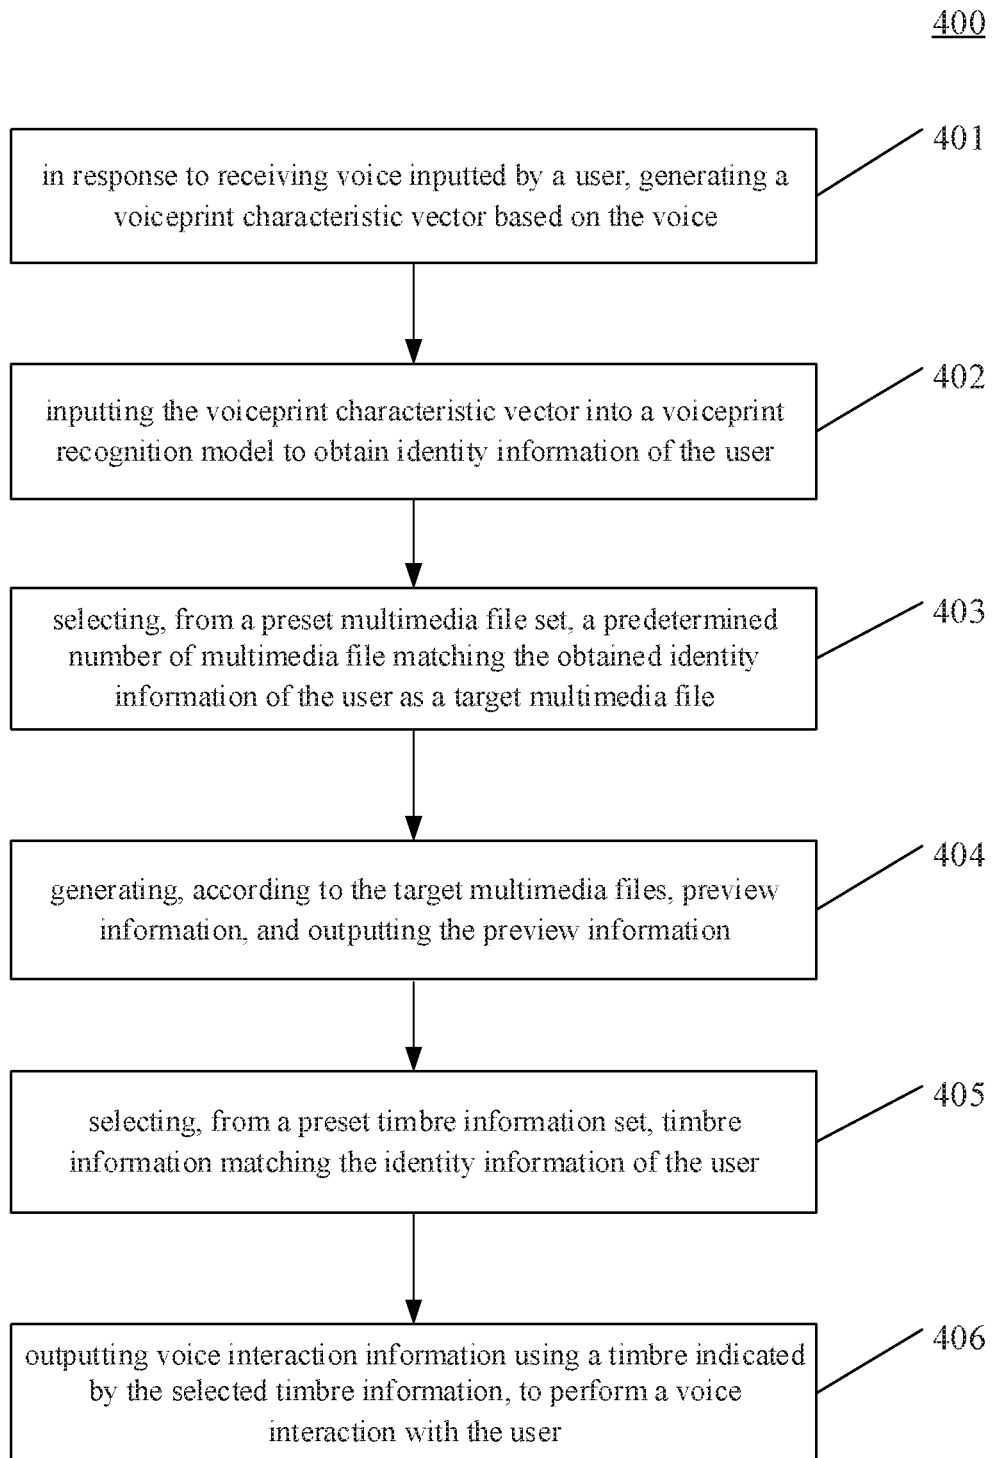 400
401
in response to receiving voice inputted by a user, generating a
voiceprint characteristic vector based on the voice
402
inputting the voiceprint characteristic vector into a voiceprint
recognition model to obtain identity information of the user
403
selecting, from a preset multimedia file set, a predetermined
number of multimedia file matching the obtained identity
information of the user as a target multimedia file
404
generating, according to the target multimedia files, preview
information, and outputting the preview information
405
selecting, from a preset timbre information set, timbre
information matching the identity information of the user
406
outputting voice interaction information using a timbre indicated
by the selected timbre information, to perform a voice
interaction with the user